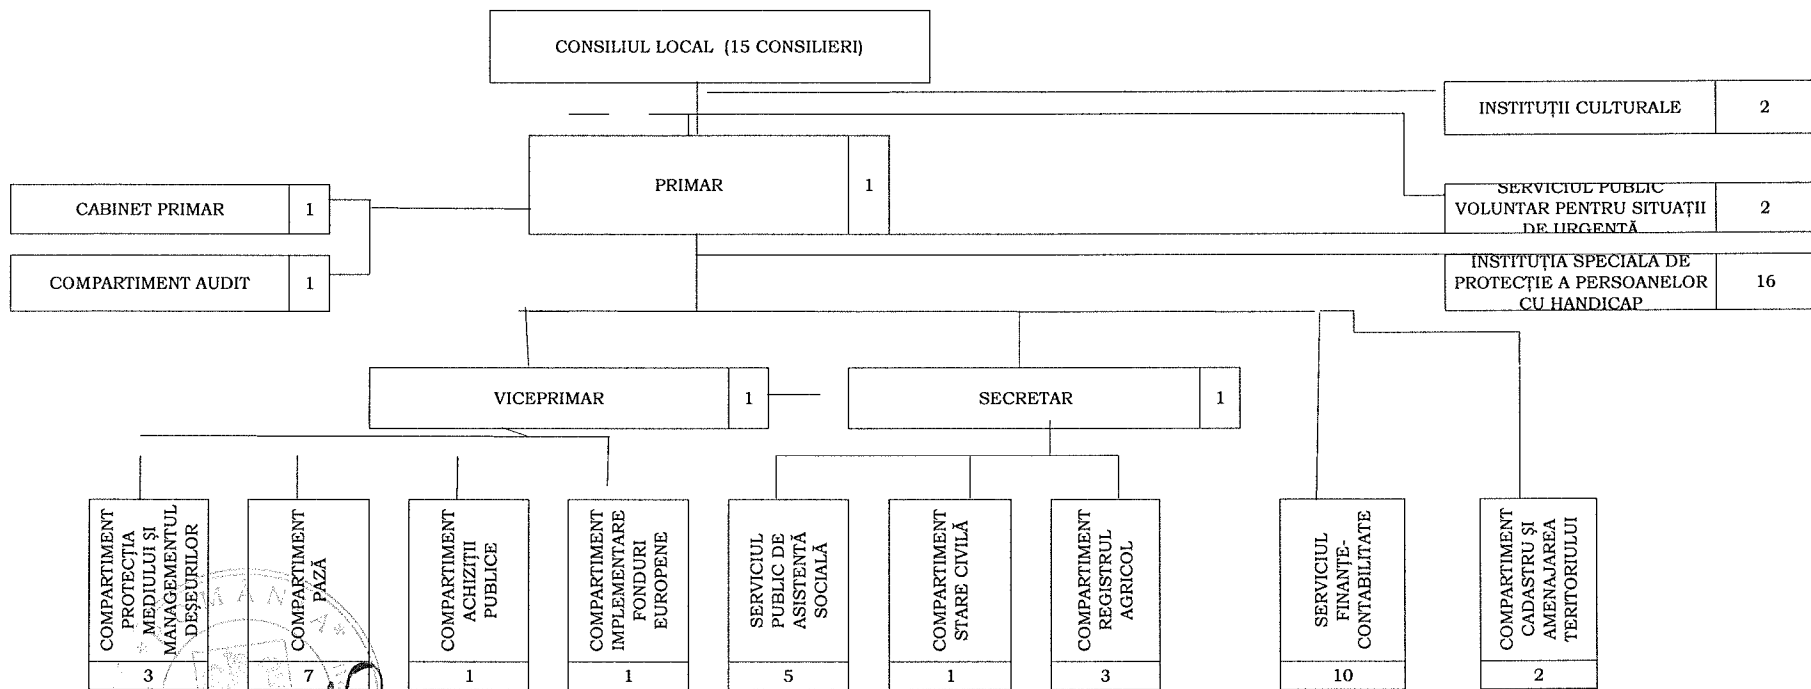 CONSILIUL LOCAL (15 CONSILIERI)
INSTITUȚII CULTURALE
2
PRIMAR
1
CABINET PRIMAR
1
SERVICIUL PUBLIC
VOLUNTAR PENTRU SITUAȚII
DE URGENȚĂ
2
COMPARTIMENT AUDIT
1
INSTITUȚIA SPECIALA DE
PROTECȚIE A PERSOANELOR
CU HANDICAP
16
VICEPRIMAR
1
SECRETAR
1
COMPARTIMENT
PROTECȚIA
MEDIULUI ȘI
MANAGEMENTUL
DEȘEURILOR
3
COMPARTIMENT
PAZĂ
7
COMPARTIMENT
ACHIZIȚII
PUBLICE
1
COMPARTIMENT
IMPLEMENTARE
FONDURI
EUROPENE
1
SERVICIUL
PUBLIC DE
ASISTENTĂ
SOCIALĂ
5
COMPARTIMENT
STARE CIVILĂ
1
COMPARTIMENT
REGISTRUL
AGRICOL
3
SERVICIUL
FINANȚE-
CONTABILITATE
10
COMPARTIMENT
CADASTRU ȘI
AMENAJAREA
TERITORIULUI
2